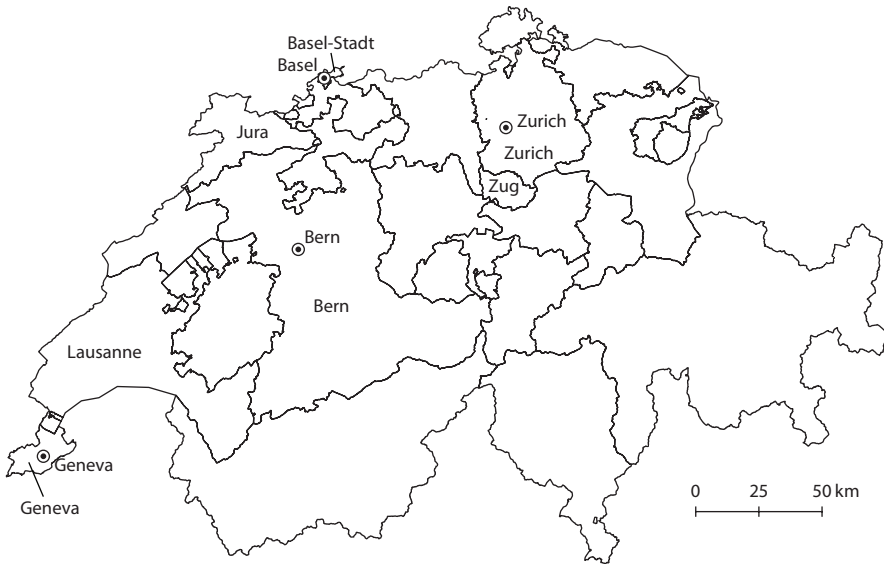 Basel-Stadt
Basel
Jura
Zurich
Zurich
Zug
Bern
Bern
Lausanne
Geneva
Geneva
0 25 50 km